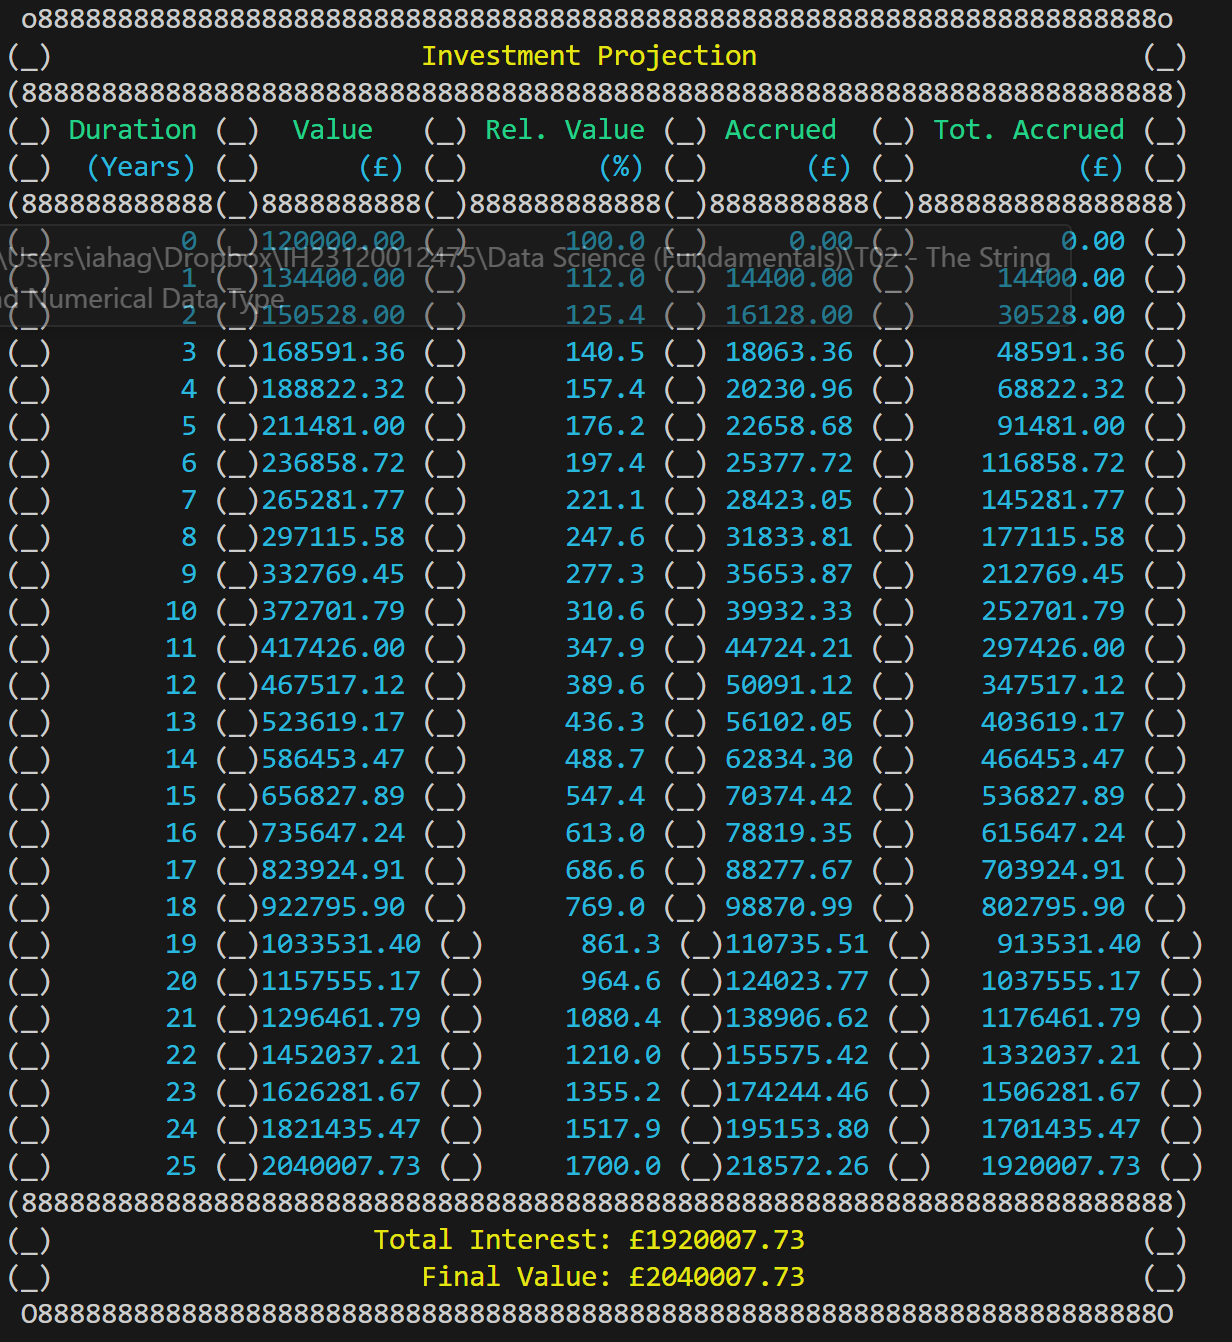 o8888888888888888888888888888888888888888888888888888888888888888888888o
(_) Investment Projection (_)
(888888888888888888888888888888888888888888888888888888888888888888888888)
(_) Duration (_) Value (_) Rel. Value (_) Accrued (_) Tot. Accrued (_)
(_) (Years) (_) (£) (_) (%) (_) (£) (_) (£) (_)
(888888888888(_)8888888888(_)888888888888(_)8888888888(_)8888888888888888)
(_) 0 (_)120000.00 (_) 100.0 (_) 0.00 (_) 0.00 (_)
\Users\iahag\Dropbox\IH23120012475\Data Science (Fundamentals)\T02 - The String
(_) 1 (_)134400.00 (_) 112.0 (_) 14400.00 (_) 14400.00 (_)
Numerical Data Type
(_) 2 (_)150528.00 (_) 125.4 (_) 16128.00 (_) 30528.00 (_)
(_) 3 (_)168591.36 (_) 140.5 (_) 18063.36 (_) 48591.36 (_)
(_) 4 (_)188822.32 (_) 157.4 (_) 20230.96 (_) 68822.32 (_)
(_) 5 (_)211481.00 (_) 176.2 (_) 22658.68 (_) 91481.00 (_)
(_) 6 (_)236858.72 (_) 197.4 (_) 25377.72 (_) 116858.72 (_)
(_) 7 (_)265281.77 (_) 221.1 (_) 28423.05 (_) 145281.77 (_)
(_) 8 (_)297115.58 (_) 247.6 (_) 31833.81 (_) 177115.58 (_)
(_) 9 (_)332769.45 (_) 277.3 (_) 35653.87 (_) 212769.45 (_)
(_) 10 (_)372701.79 (_) 310.6 (_) 39932.33 (_) 252701.79 (_)
(_) 11 (_)417426.00 (_) 347.9 (_) 44724.21 (_) 297426.00 (_)
(_) 12 (_)467517.12 (_) 389.6 (_) 50091.12 (_) 347517.12 (_)
(_) 13 (_)523619.17 (_) 436.3 (_) 56102.05 (_) 403619.17 (_)
(_) 14 (_)586453.47 (_) 488.7 (_) 62834.30 (_) 466453.47 (_)
(_) 15 (_)656827.89 (_) 547.4 (_) 70374.42 (_) 536827.89 (_)
(_) 16 (_)735647.24 (_) 613.0 (_) 78819.35 (_) 615647.24 (_)
(_) 17 (_)823924.91 (_) 686.6 (_) 88277.67 (_) 703924.91 (_)
(_) 18 (_)922795.90 (_) 769.0 (_) 98870.99 (_) 802795.90 (_)
(_) 19 (_)1033531.40 (_) 861.3 (_)110735.51 (_) 913531.40 (_)
(_) 20 (_)1157555.17 (_) 964.6 (_)124023.77 (_) 1037555.17 (_)
(_) 21 (_)1296461.79 (_) 1080.4 (_)138906.62 (_) 1176461.79 (_)
(_) 22 (_)1452037.21 (_) 1210.0 (_)155575.42 (_) 1332037.21 (_)
(_) 23 (_)1626281.67 (_) 1355.2 (_)174244.46 (_) 1506281.67 (_)
(_) 24 (_)1821435.47 (_) 1517.9 (_)195153.80 (_) 1701435.47 (_)
(_) 25 (_)2040007.73 (_) 1700.0 (_)218572.26 (_) 1920007.73 (_)
(888888888888888888888888888888888888888888888888888888888888888888888888)
(_) Total Interest: £1920007.73 (_)
(_) Final Value: £2040007.73 (_)
O8888888888888888888888888888888888888888888888888888888888888888888888O